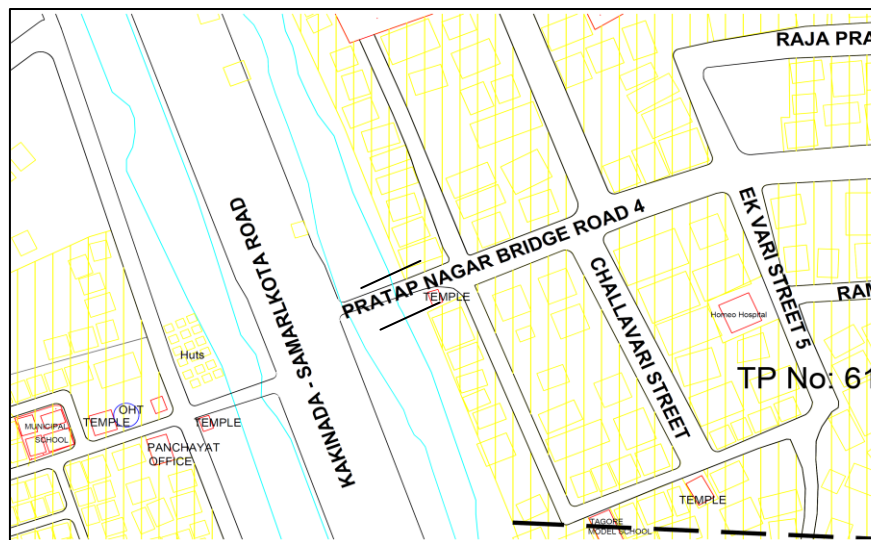 RAJA PRA
KAKINADA - SAMARLKOTA ROAD
PRATAP NAGAR BRIDGE ROAD 4
EK VARI STREET 5
TEMPLE
CHALLAVARI STREET
RAM
Homeo Hospital
Huts
TP No: 61
OHT
TEMPLE
TEMPLE
MUNICIPAL
SCHOOL
PANCHAYAT
OFFICE
TEMPLE
TAGORE
MODEL SCHOOL